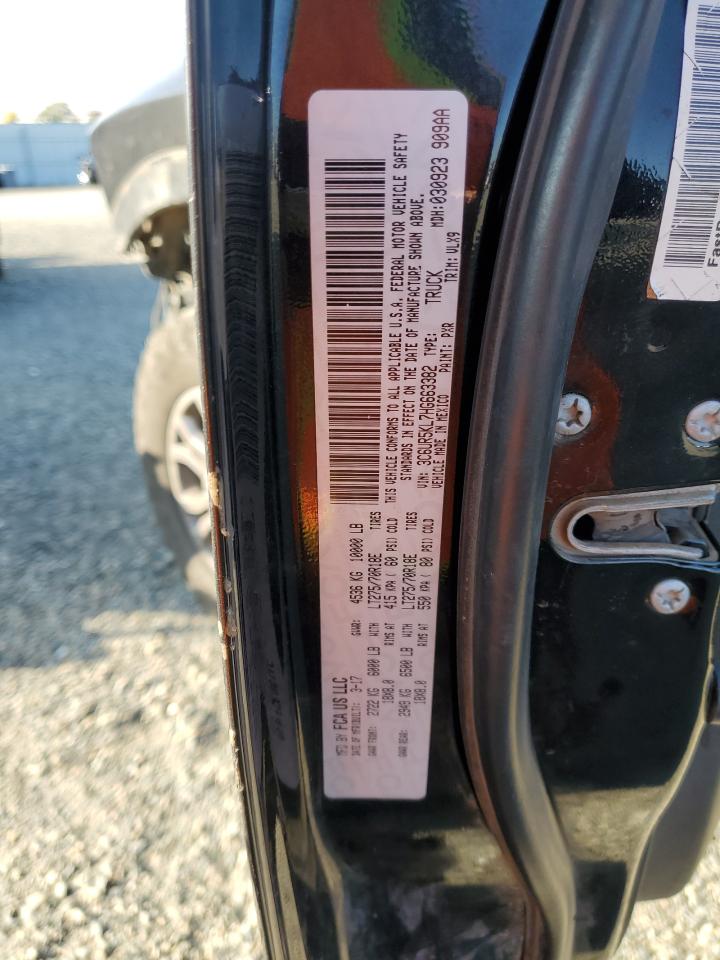 MFD BY FCA US LLC
DATE OF MFR(BUILT): 3-17 GVWR: 4536 KG 10000 LB
GAWR FRONT: 2722 KG 6000 LB WITH LT275/70R18E TIRES
18X8.0 RIMS AT 415 KPA ( 60 PSI) COLD
GAWR REAR: 2949 KG 6500 LB WITH LT275/70R18E TIRES
18X8.0 RIMS AT 550 KPA ( 80 PSI) COLD
THIS VEHICLE CONFORMS TO ALL APPLICABLE U.S.A. FEDERAL MOTOR VEHICLE SAFETY
STANDARDS IN EFFECT ON THE DATE OF MANUFACTURE SHOWN ABOVE.
VIN: 3C6UR5KL7HG663382 TYPE: TRUCK MDH:030923 909AA
VEHICLE MADE IN MEXICO PAINT: PXR TRIM: VLX9